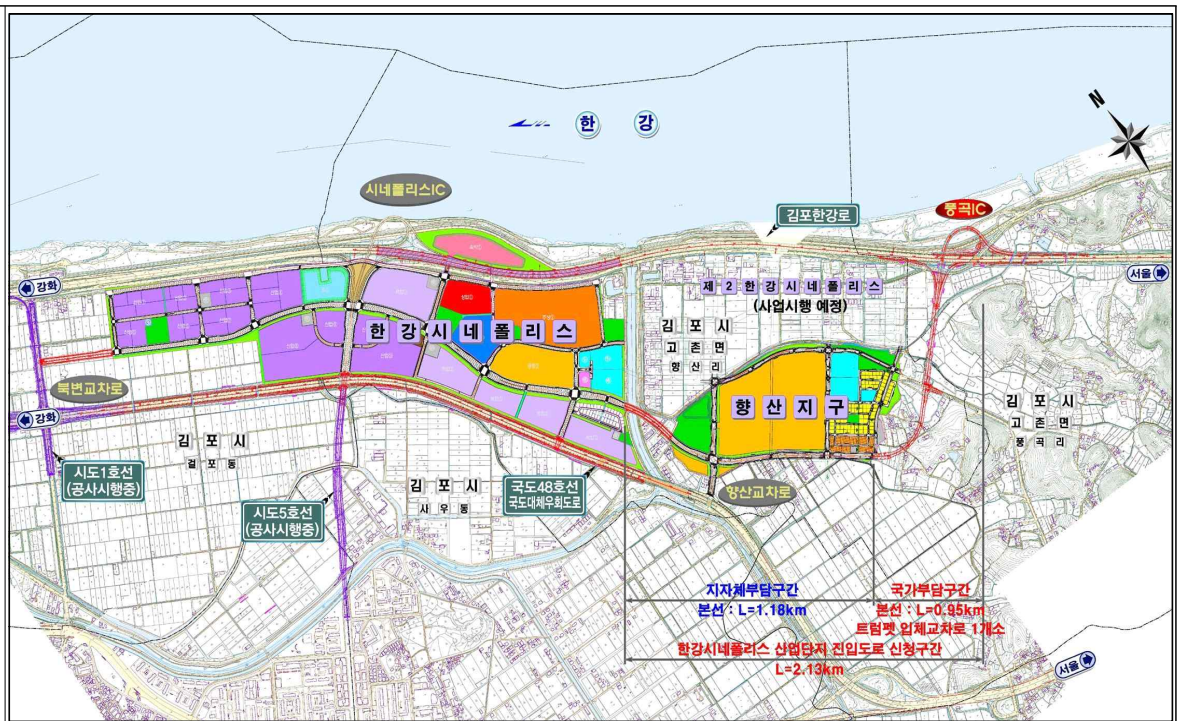 N
한 강
시네폴리스IC
김포한강로
풍곡IC
강화
서울
제 2 한 강 시 네 폴 리 스
(사업시행 예정)
한 강 시 네 폴 리 스
김 포 시
고 촌 면
향 산 리
북변교차로
강화
향 산 지 구
김 포 시
고 촌 면
풍 곡 리
김 포 시
걸 포 동
시도1호선
(공사시행중)
시도5호선
(공사시행중)
김 포 시
사 우 동
국도48호선
국도대체우회도로
향산교차로
지자체부담구간
본선 : L=1.18km
국가부담구간
본선 : L=0.95km
트럼펫 입체교차로 1개소
한강시네폴리스 산업단지 진입도로 신청구간
L=2.13km
서울